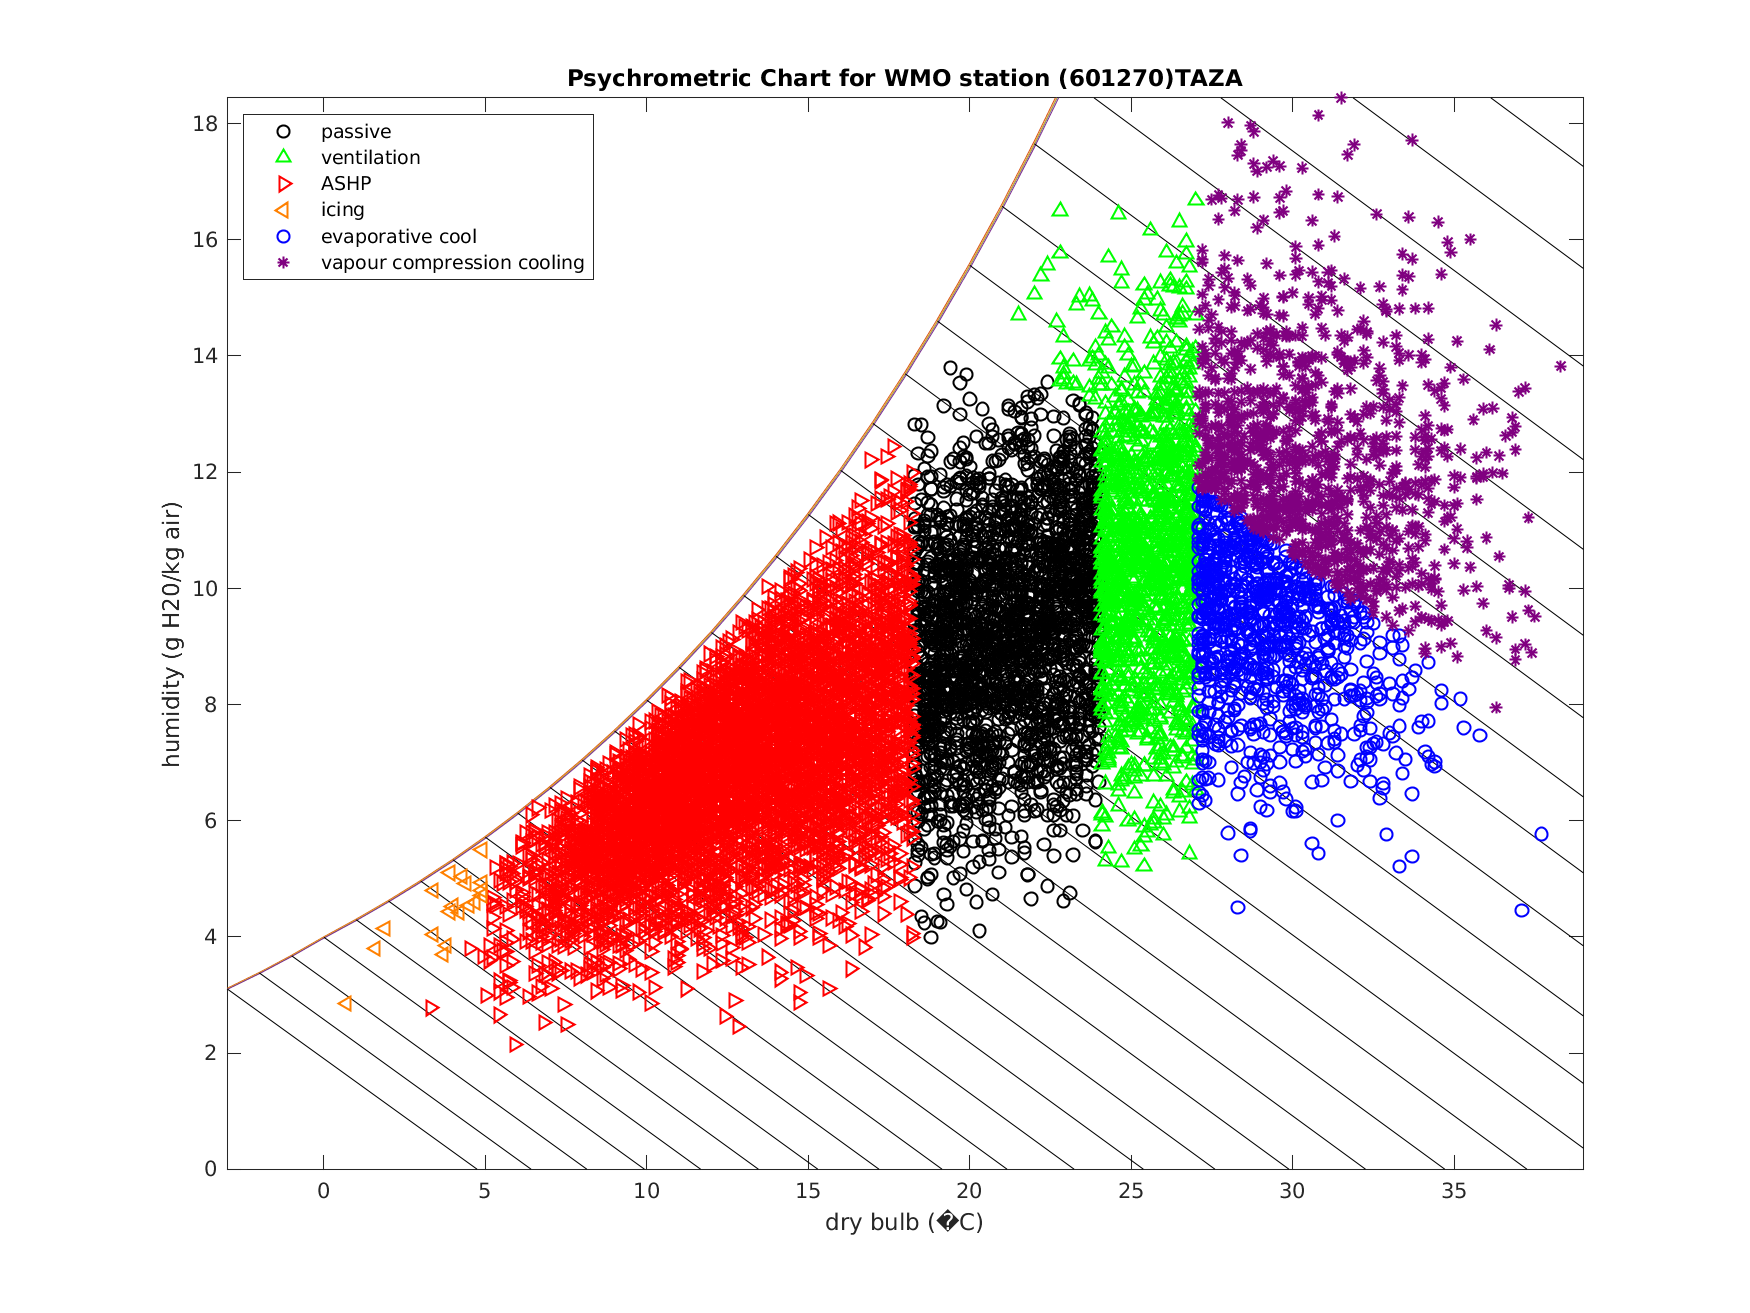 Psychrometric Chart for WMO station (601270)TAZA
passive
ventilation
ASHP
icing
evaporative cool
vapour compression cooling
humidity (g H20/kg air)
18
16
14
12
10
8
6
4
2
0
0 5 10 15 20 25 30 35
dry bulb (�C)